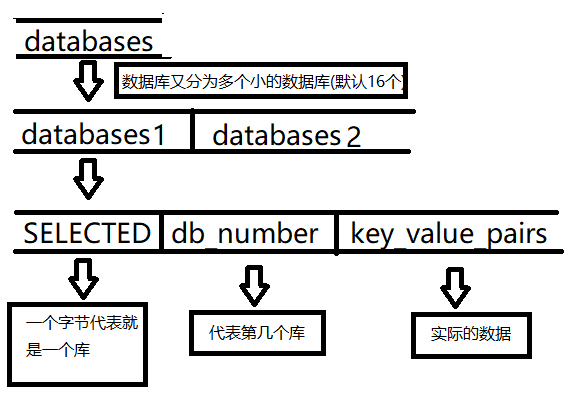 databases
数据库又分为多个小的数据库(默认16个)
databases1 databases2
SELECTED db_number key_value_pairs
一个字节代表就
是一个库
代表第几个库
实际的数据